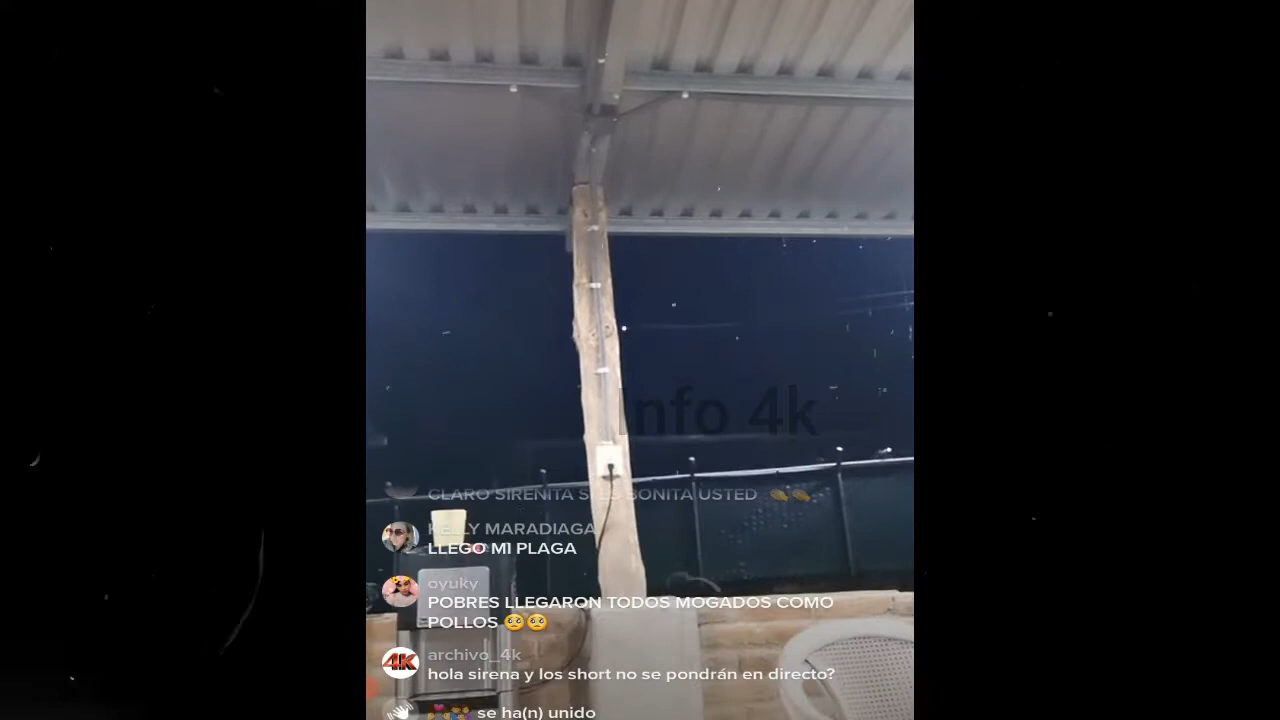 info 4k
CLARO SIRENITA SI ES BONITA USTED 👏👏
KELLY MARADIAGA
LLEGO MI PLAGA
oyuky
POBRES LLEGARON TODOS MOGADOS COMO
POLLOS 🥺🥺
4K
archivo_4k
hola sirena y los short no se pondrán en directo?
se ha(n) unido